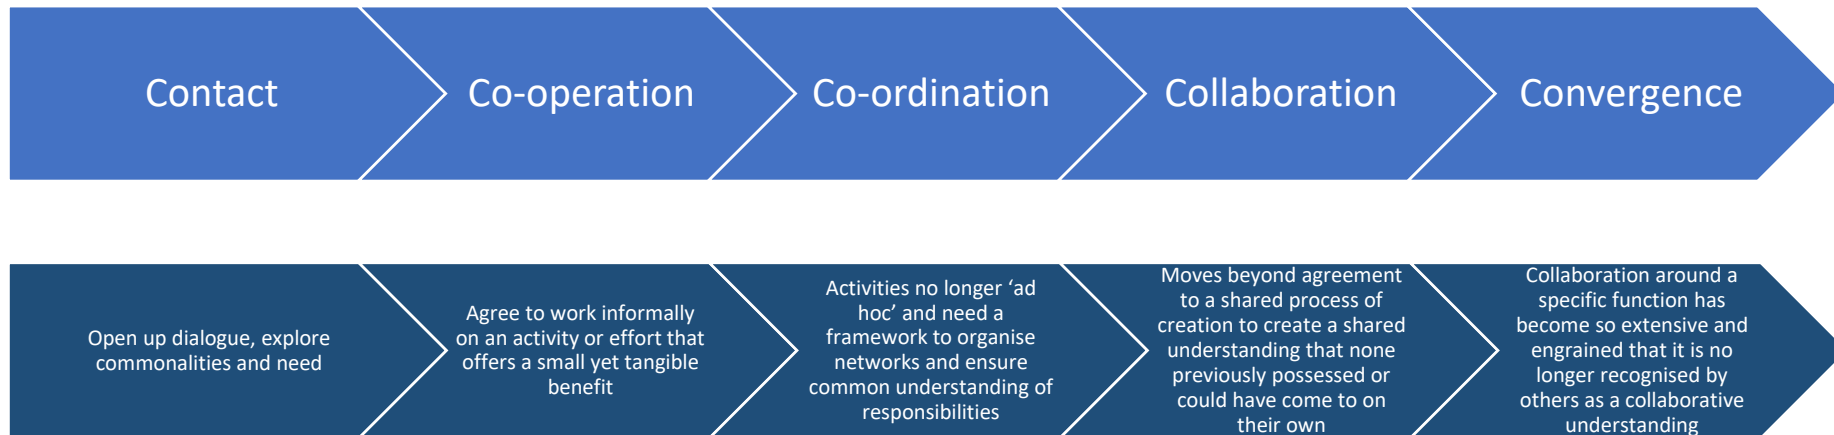 Contact
Co-operation
Co-ordination
Collaboration
Convergence
Open up dialogue, explore
commonalities and need
Agree to work informally
on an activity or effort that
offers a small yet tangible
benefit
Activities no longer ‘ad
hoc’ and need a
framework to organise
networks and ensure
common understanding of
responsibilities
Moves beyond agreement
to a shared process of
creation to create a shared
understanding that none
previously possessed or
could have come to on
their own
Collaboration around a
specific function has
become so extensive and
engrained that it is no
longer recognised by
others as a collaborative
understanding